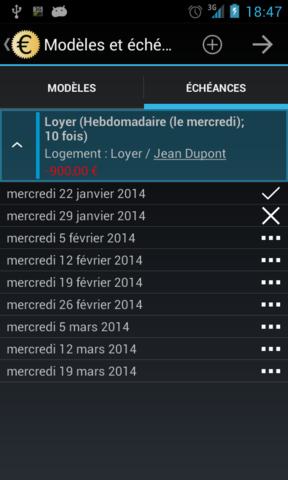 3G 18:47
€ Modèles et éché...
MODÈLES ÉCHÉANCES
Loyer (Hebdomadaire (le mercredi);
10 fois)
Logement : Loyer / Jean Dupont
-900,00 €
mercredi 22 janvier 2014
mercredi 29 janvier 2014
mercredi 5 février 2014
mercredi 12 février 2014
mercredi 19 février 2014
mercredi 26 février 2014
mercredi 5 mars 2014
mercredi 12 mars 2014
mercredi 19 mars 2014